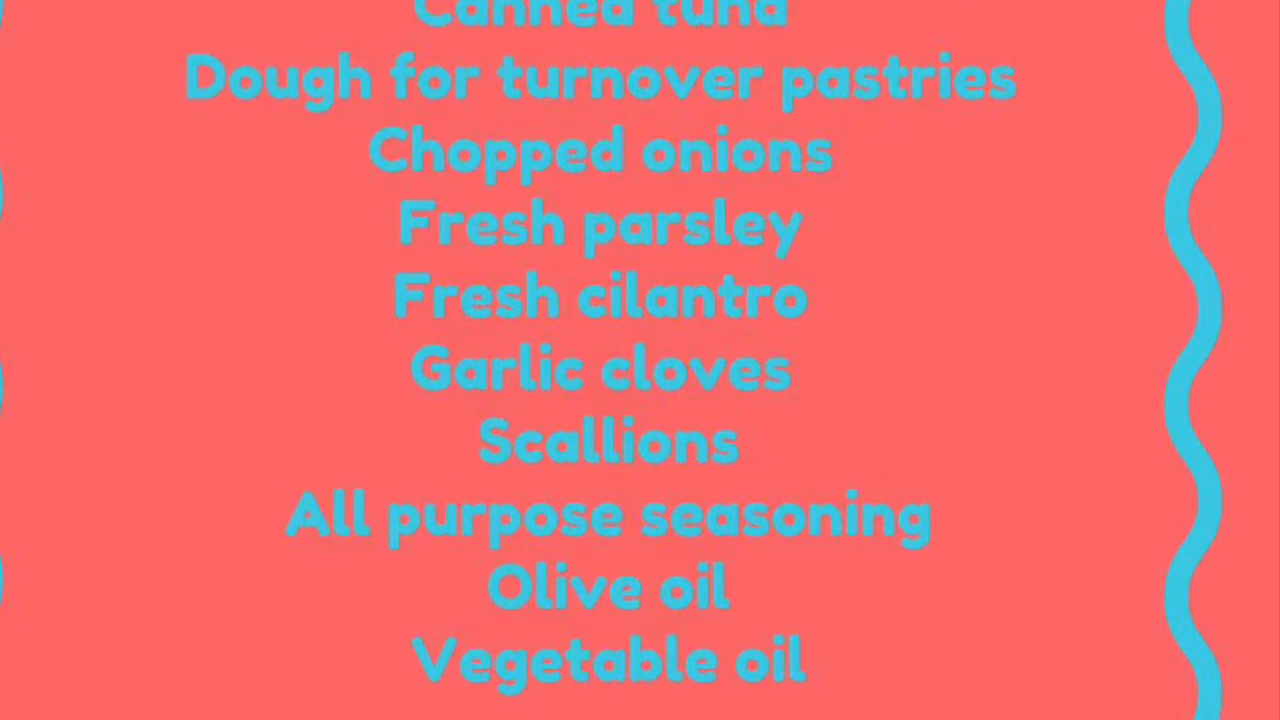 Canned tuna
Dough for turnover pastries
Chopped onions
Fresh parsley
Fresh cilantro
Garlic cloves
Scallions
All purpose seasoning
Olive oil
Vegetable oil